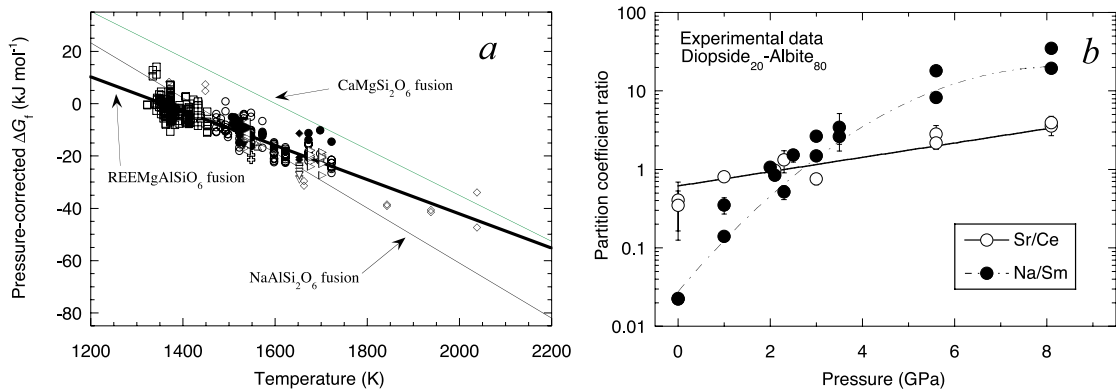 a
Pressure-corrected ΔGf (kJ mol-1)
40
20
0
-20
-40
-60
-80
CaMgSi2O6 fusion
REEMgAlSiO6 fusion
NaAlSi2O6 fusion
1200 1400 1600 1800 2000 2200
Temperature (K)
b
Partition coefficient ratio
100
10
1
0.1
0.01
Experimental data
Diopside20-Albite80
Sr/Ce
Na/Sm
0 2 4 6 8
Pressure (GPa)